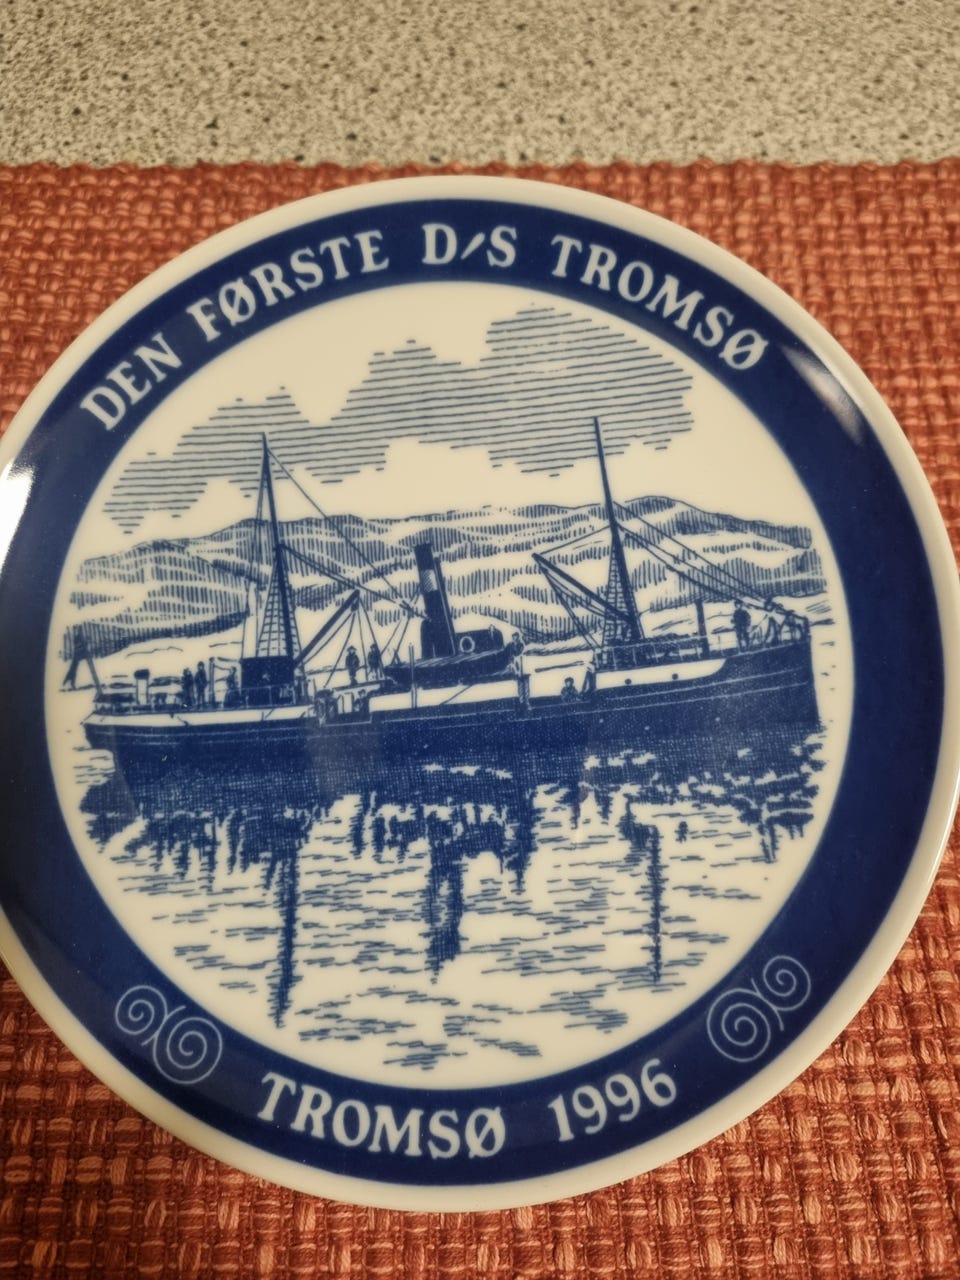 DEN FØRSTE D/S TROMSØ
TROMSØ 1996